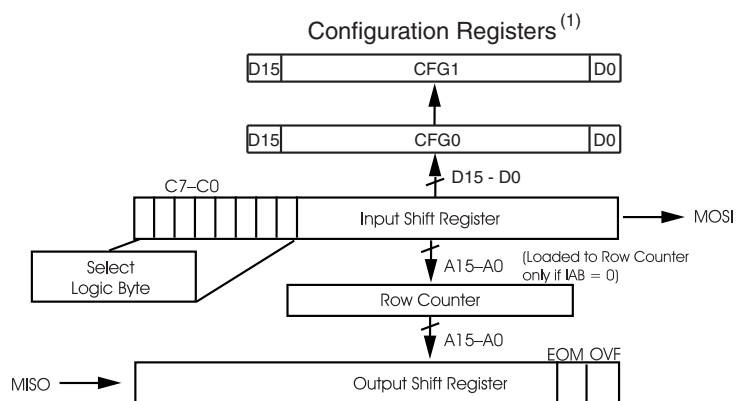 Configuration Registers (1)
D15 CFG1 D0
D15 CFG0 D0
D15 - D0
C7–C0
Input Shift Register
MOSI
Select
Logic Byte
A15–A0
(Loaded to Row Counter
only if IAB = 0)
Row Counter
A15–A0
EOM OVF
MISO
Output Shift Register